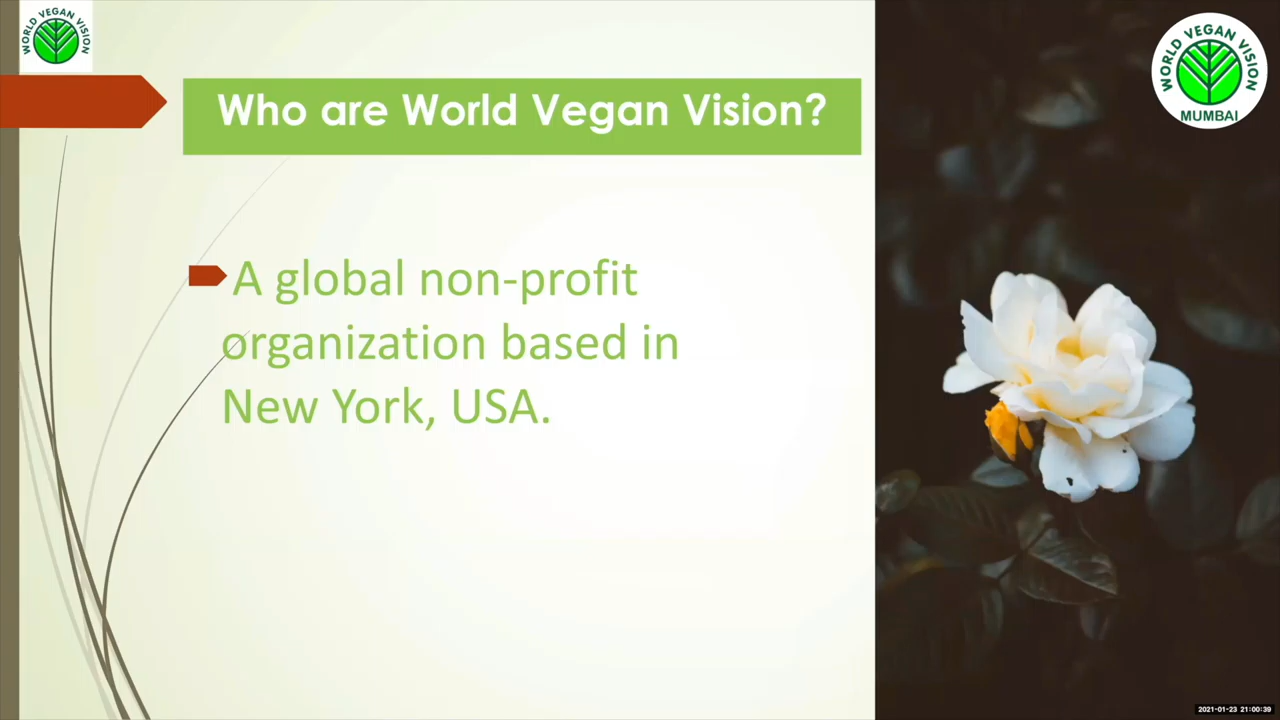 WORLD VEGAN VISION
WORLD VEGAN VISION
MUMBAI
Who are World Vegan Vision?
A global non-profit
organization based in
New York, USA.
2021-01-23 21:00:39